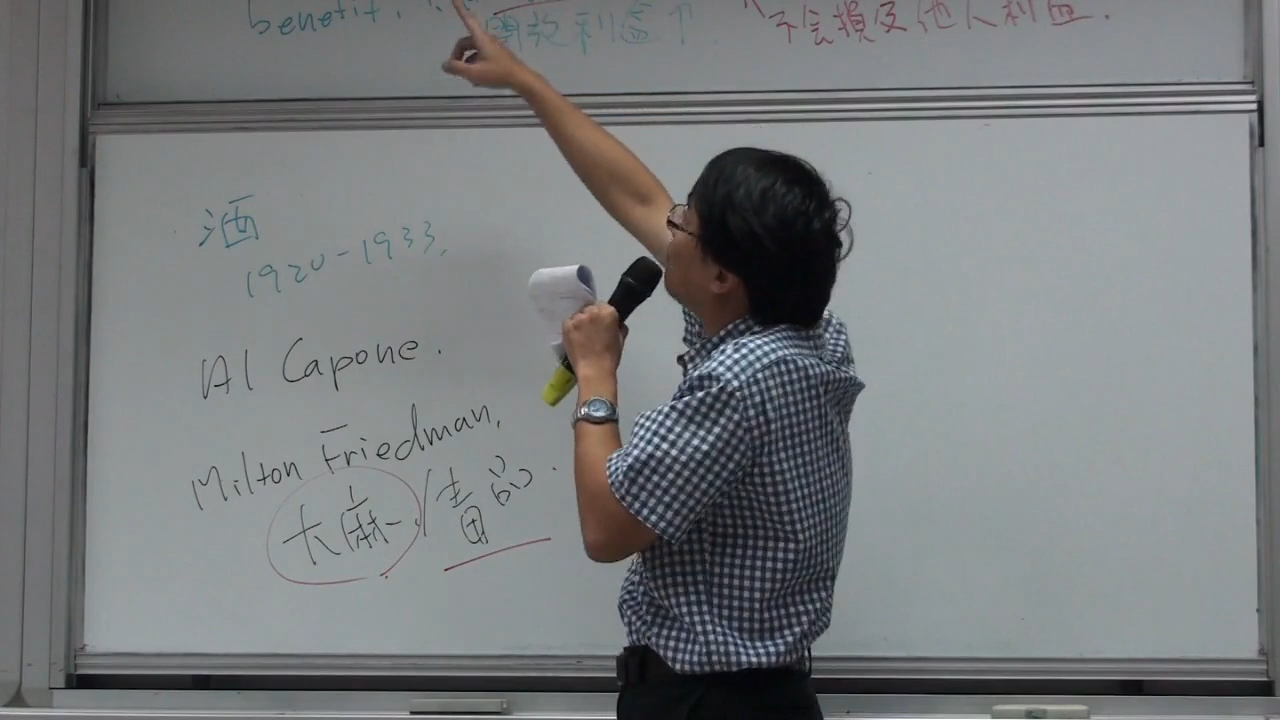 benefit.
開放利益↑ 不会損及他人利益.
酒
1920-1933.
Al Capone.
Milton Friedman.
大麻/毒品.